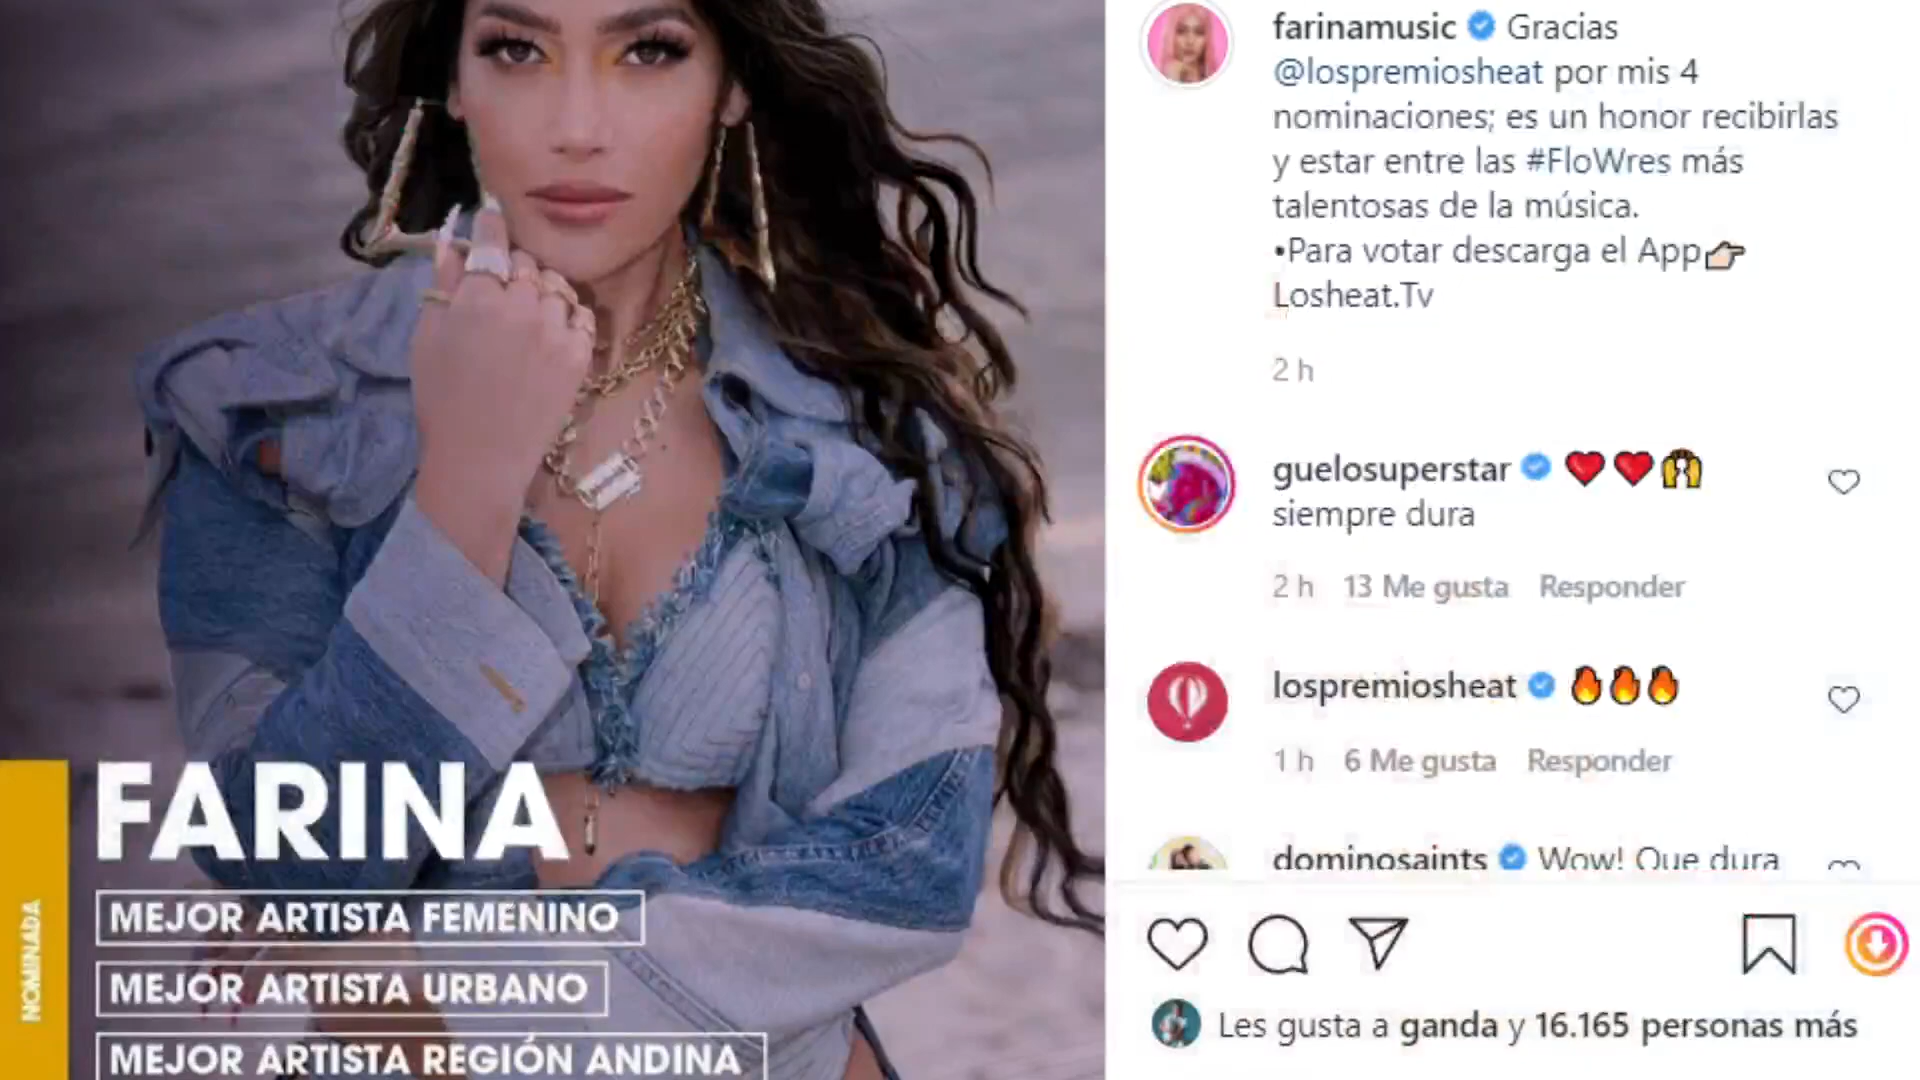 farinamusic Gracias
@lospremiosheat por mis 4
nominaciones; es un honor recibirlas
y estar entre las #FloWres más
talentosas de la música.
•Para votar descarga el App👉🏻
Losheat.Tv
2 h
guelosuperstar ❤️❤️🙌
siempre dura
2 h 13 Me gusta Responder
lospremiosheat 🔥🔥🔥
1 h 6 Me gusta Responder
dominosaints Wow! Que dura
Les gusta a ganda y 16.165 personas más
NOMINADA
FARINA
MEJOR ARTISTA FEMENINO
MEJOR ARTISTA URBANO
MEJOR ARTISTA REGIÓN ANDINA